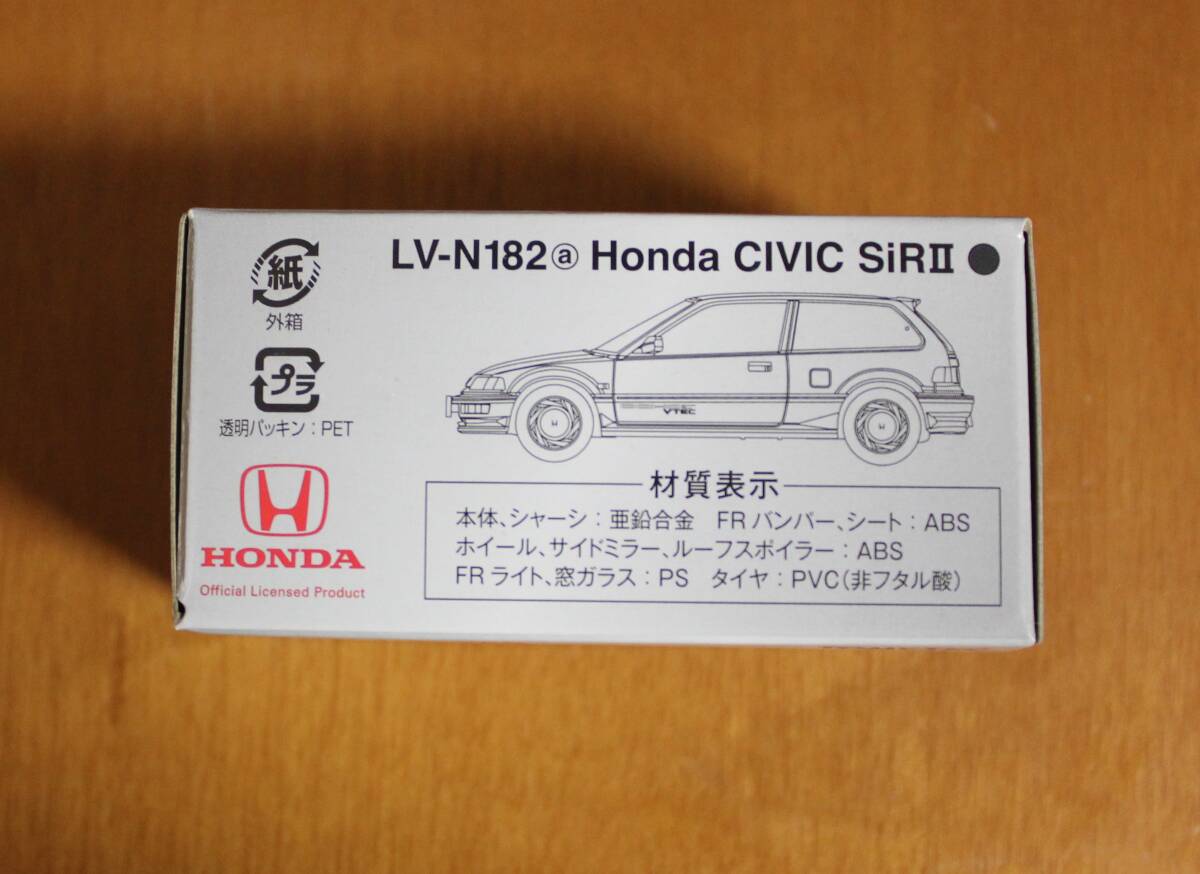 LV-N182ⓐ Honda CIVIC SiRⅡ ●
紙
外箱
プラ
透明パッキン：PET
HONDA
Official Licensed Product
VTEC
材質表示
本体、シャーシ：亜鉛合金 FRバンパー、シート：ABS
ホイール、サイドミラー、ルーフスポイラー：ABS
FRライト、窓ガラス：PS タイヤ：PVC（非フタル酸）